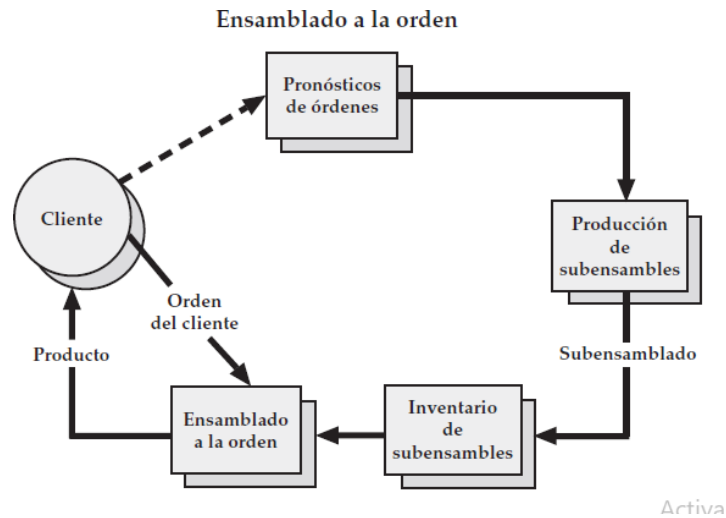 Ensamblado a la orden
Pronósticos
de órdenes
Cliente
Producción
de
subensambles
Orden
del cliente
Producto
Subensamblado
Ensamblado
a la orden
Inventario
de
subensambles
Activa